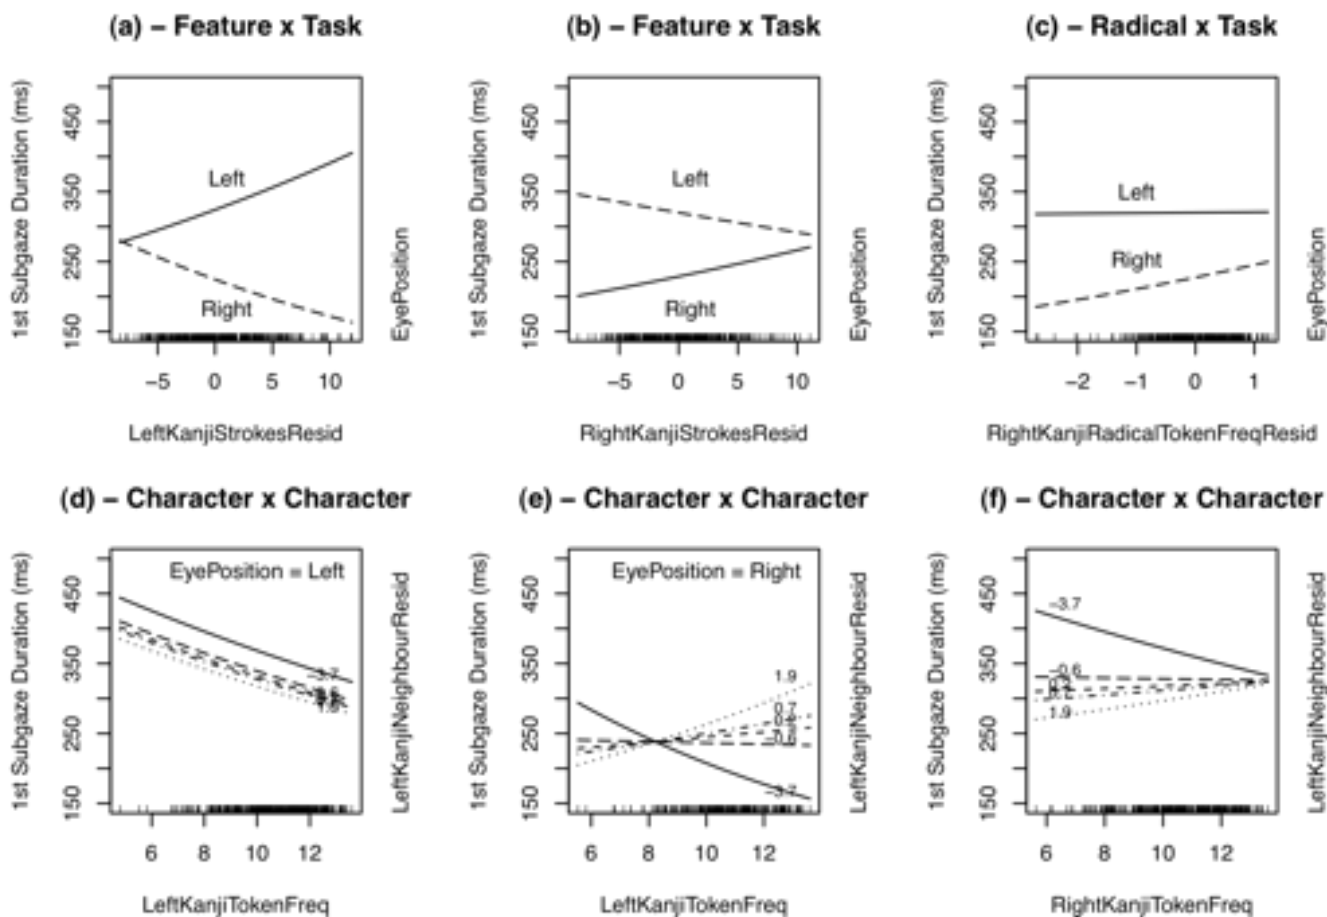 (a) – Feature x Task
1st Subgaze Duration (ms)
150 250 350 450
Left
Right
EyePosition
−5 0 5 10
LeftKanjiStrokesResid
(b) – Feature x Task
1st Subgaze Duration (ms)
150 250 350 450
Left
Right
EyePosition
−5 0 5 10
RightKanjiStrokesResid
(c) – Radical x Task
1st Subgaze Duration (ms)
150 250 350 450
Left
Right
EyePosition
−2 −1 0 1
RightKanjiRadicalTokenFreqResid
(d) – Character x Character
1st Subgaze Duration (ms)
150 250 350 450
EyePosition = Left
−3.7
1.9
LeftKanjiNeighbourResid
6 8 10 12
LeftKanjiTokenFreq
(e) – Character x Character
1st Subgaze Duration (ms)
150 250 350 450
EyePosition = Right
1.9
0.7
−0.6
−3.7
LeftKanjiNeighbourResid
6 8 10 12
LeftKanjiTokenFreq
(f) – Character x Character
1st Subgaze Duration (ms)
150 250 350 450
−3.7
−0.6
1.9
LeftKanjiNeighbourResid
6 8 10 12
RightKanjiTokenFreq